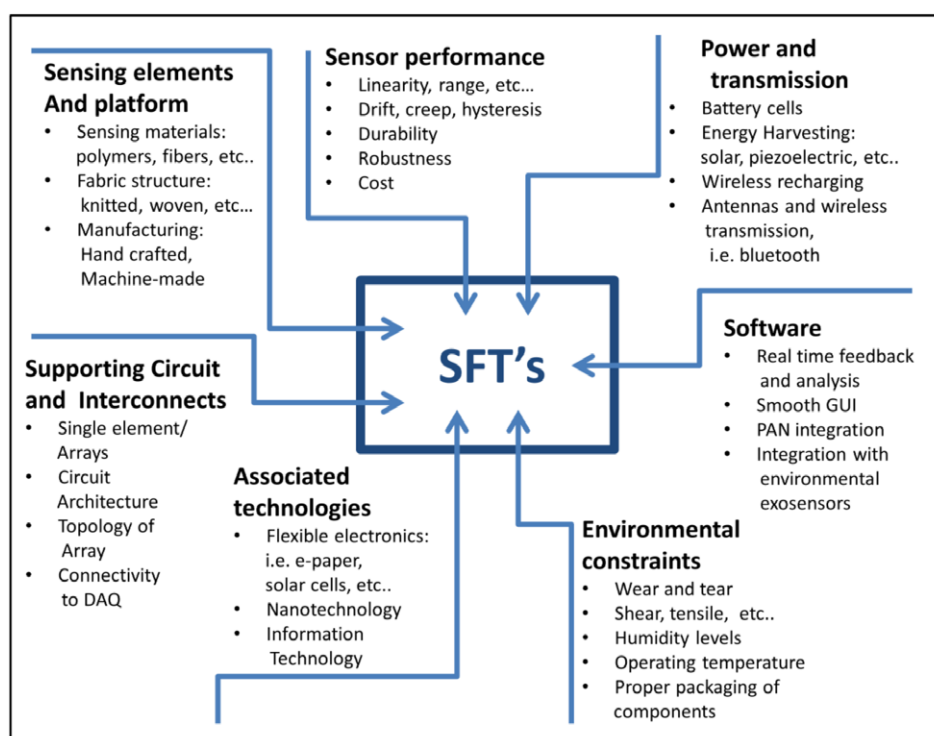 Sensing elements
And platform
• Sensing materials:
polymers, fibers, etc..
• Fabric structure:
knitted, woven, etc...
• Manufacturing:
Hand crafted,
Machine-made
Sensor performance
• Linearity, range, etc...
• Drift, creep, hysteresis
• Durability
• Robustness
• Cost
Power and
transmission
• Battery cells
• Energy Harvesting:
solar, piezoelectric, etc..
• Wireless recharging
• Antennas and wireless
transmission,
i.e. bluetooth
SFT's
Software
• Real time feedback
and analysis
• Smooth GUI
• PAN integration
• Integration with
environmental
exosensors
Supporting Circuit
and Interconnects
• Single element/
Arrays
• Circuit
Architecture
• Topology of
Array
• Connectivity
to DAQ
Associated
technologies
• Flexible electronics:
i.e. e-paper,
solar cells, etc..
• Nanotechnology
• Information
Technology
Environmental
constraints
• Wear and tear
• Shear, tensile, etc..
• Humidity levels
• Operating temperature
• Proper packaging of
components